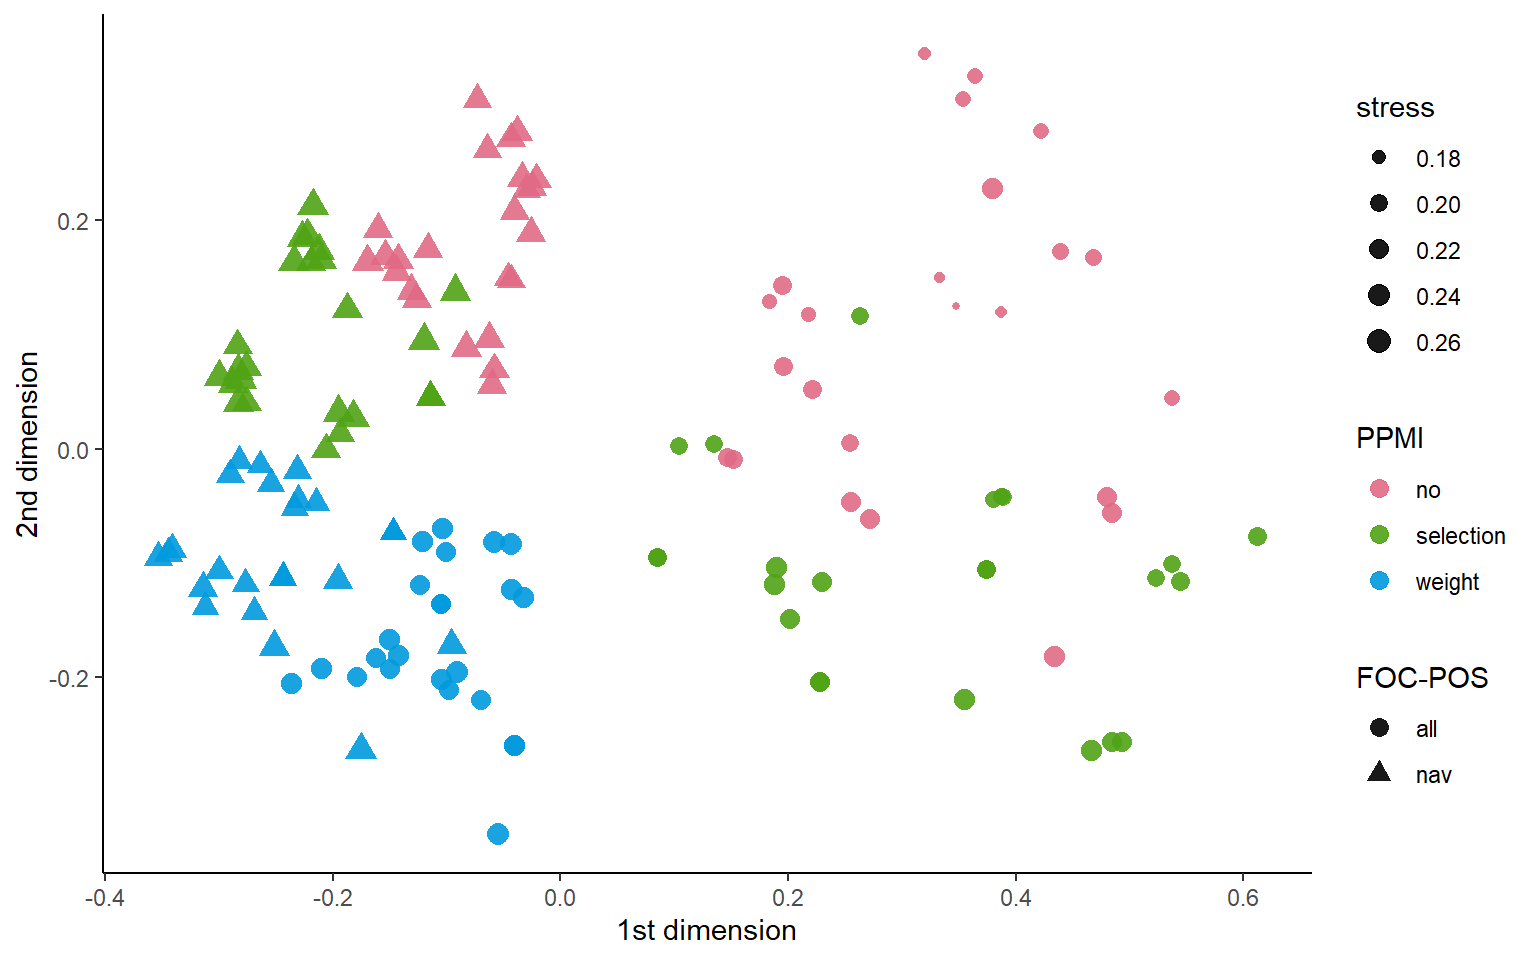 2nd dimension
0.2
0.0
-0.2
-0.4
-0.2
0.0
0.2
0.4
0.6
1st dimension
stress
0.18
0.20
0.22
0.24
0.26
PPMI
no
selection
weight
FOC-POS
all
nav